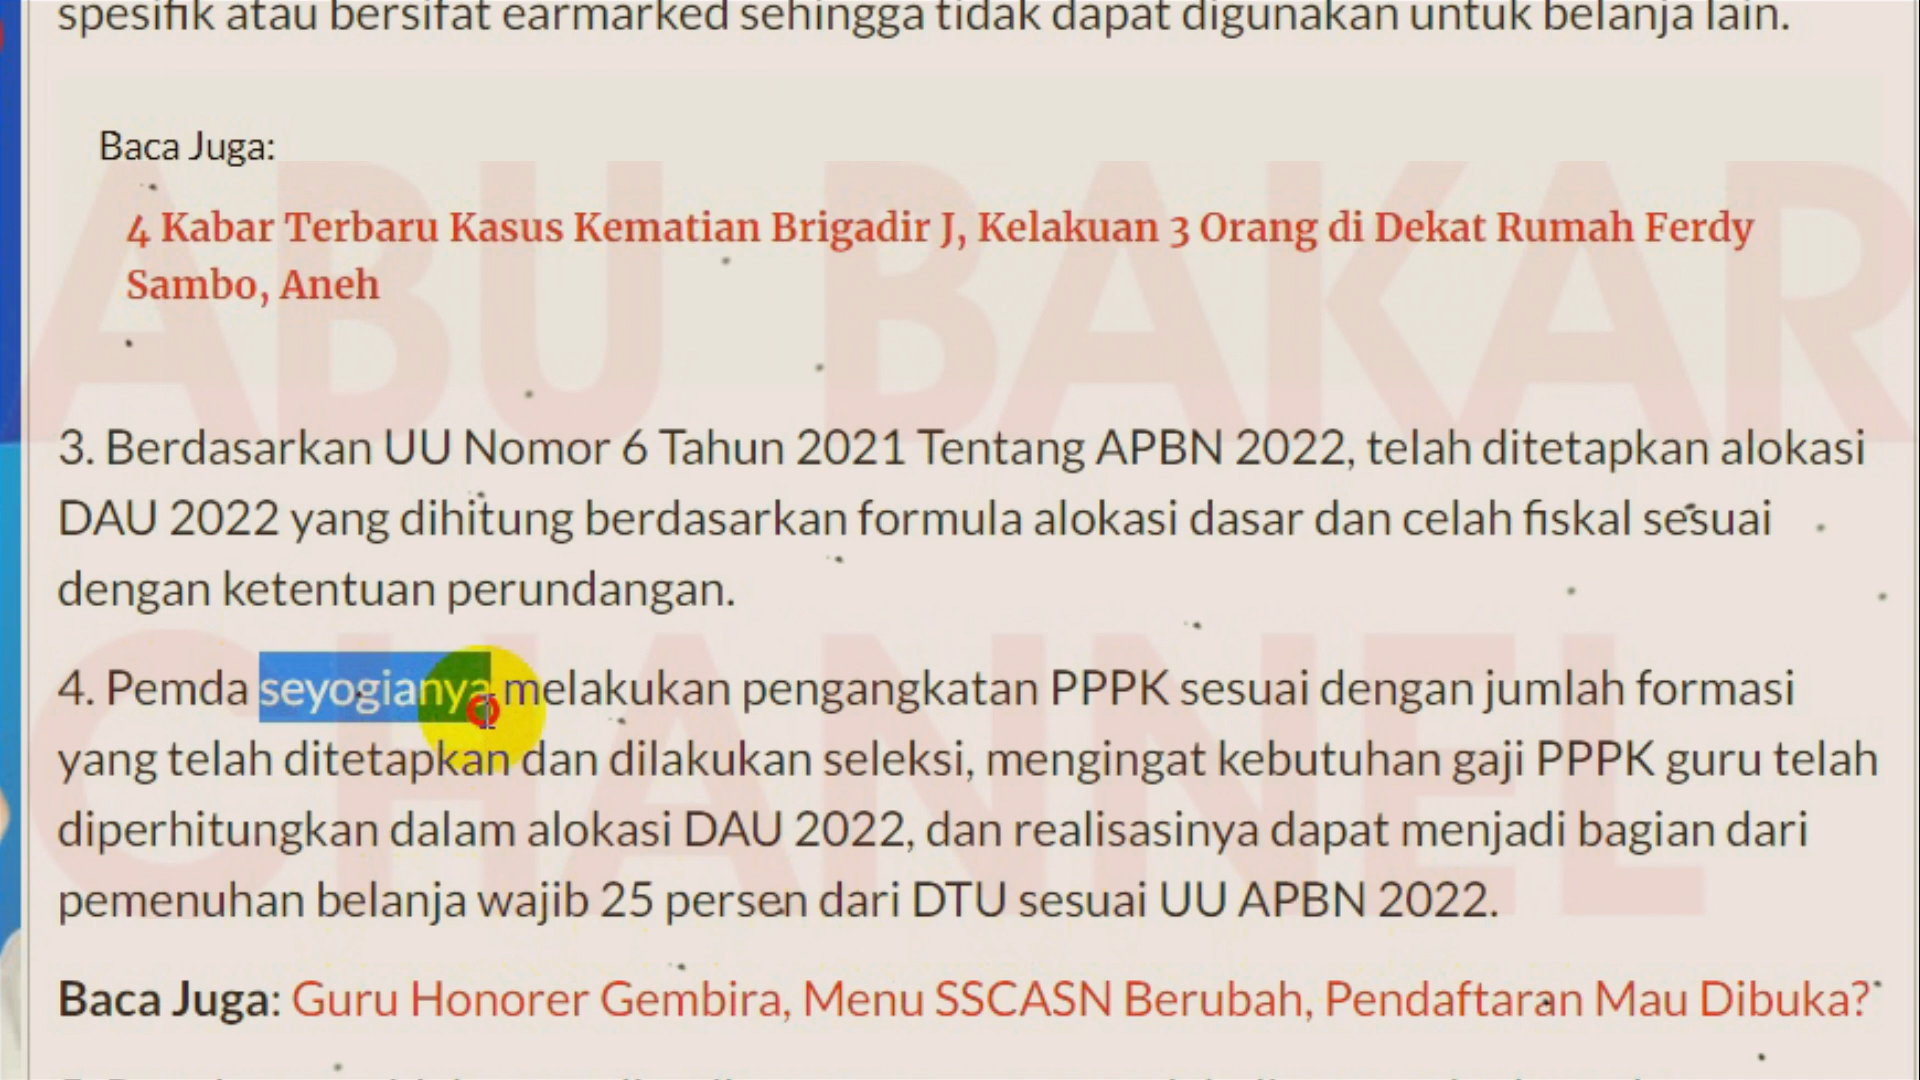 spesifik atau bersifat earmarked sehingga tidak dapat digunakan untuk belanja lain.
Baca Juga:
4 Kabar Terbaru Kasus Kematian Brigadir J, Kelakuan 3 Orang di Dekat Rumah Ferdy
Sambo, Aneh
ABU BAKAR
3. Berdasarkan UU Nomor 6 Tahun 2021 Tentang APBN 2022, telah ditetapkan alokasi
DAU 2022 yang dihitung berdasarkan formula alokasi dasar dan celah fiskal sesuai
dengan ketentuan perundangan.
CHANNEL
4. Pemda seyogianya melakukan pengangkatan PPPK sesuai dengan jumlah formasi
yang telah ditetapkan dan dilakukan seleksi, mengingat kebutuhan gaji PPPK guru telah
diperhitungkan dalam alokasi DAU 2022, dan realisasinya dapat menjadi bagian dari
pemenuhan belanja wajib 25 persen dari DTU sesuai UU APBN 2022.
Baca Juga: Guru Honorer Gembira, Menu SSCASN Berubah, Pendaftaran Mau Dibuka?